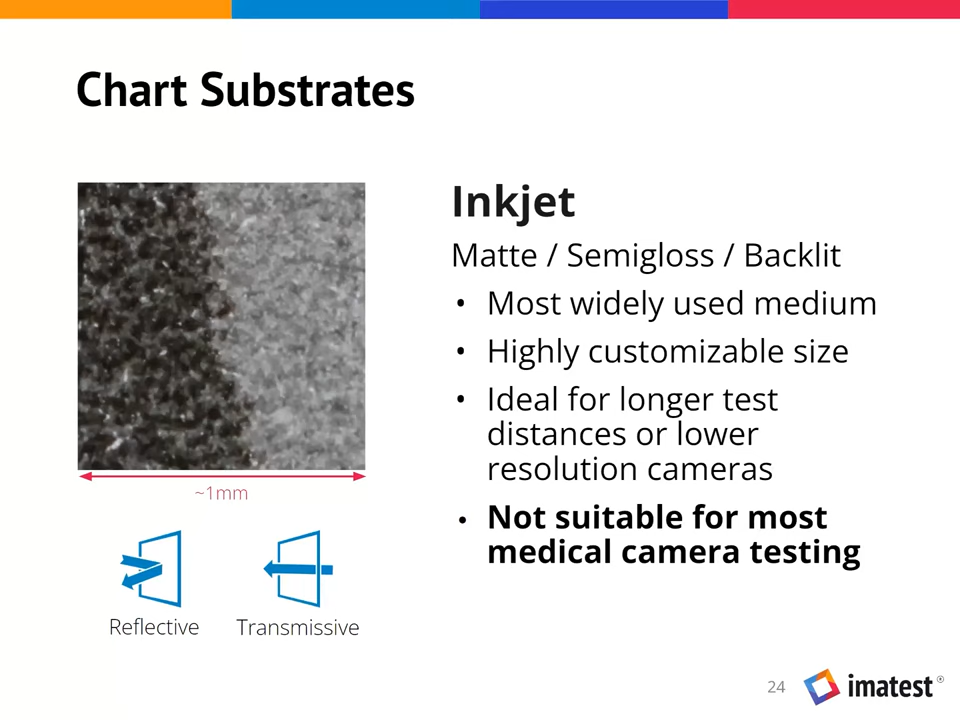 Chart Substrates
Inkjet
Matte / Semigloss / Backlit
• Most widely used medium
• Highly customizable size
• Ideal for longer test
distances or lower
resolution cameras
• Not suitable for most
medical camera testing
~1mm
Reflective
Transmissive
24
imatest®